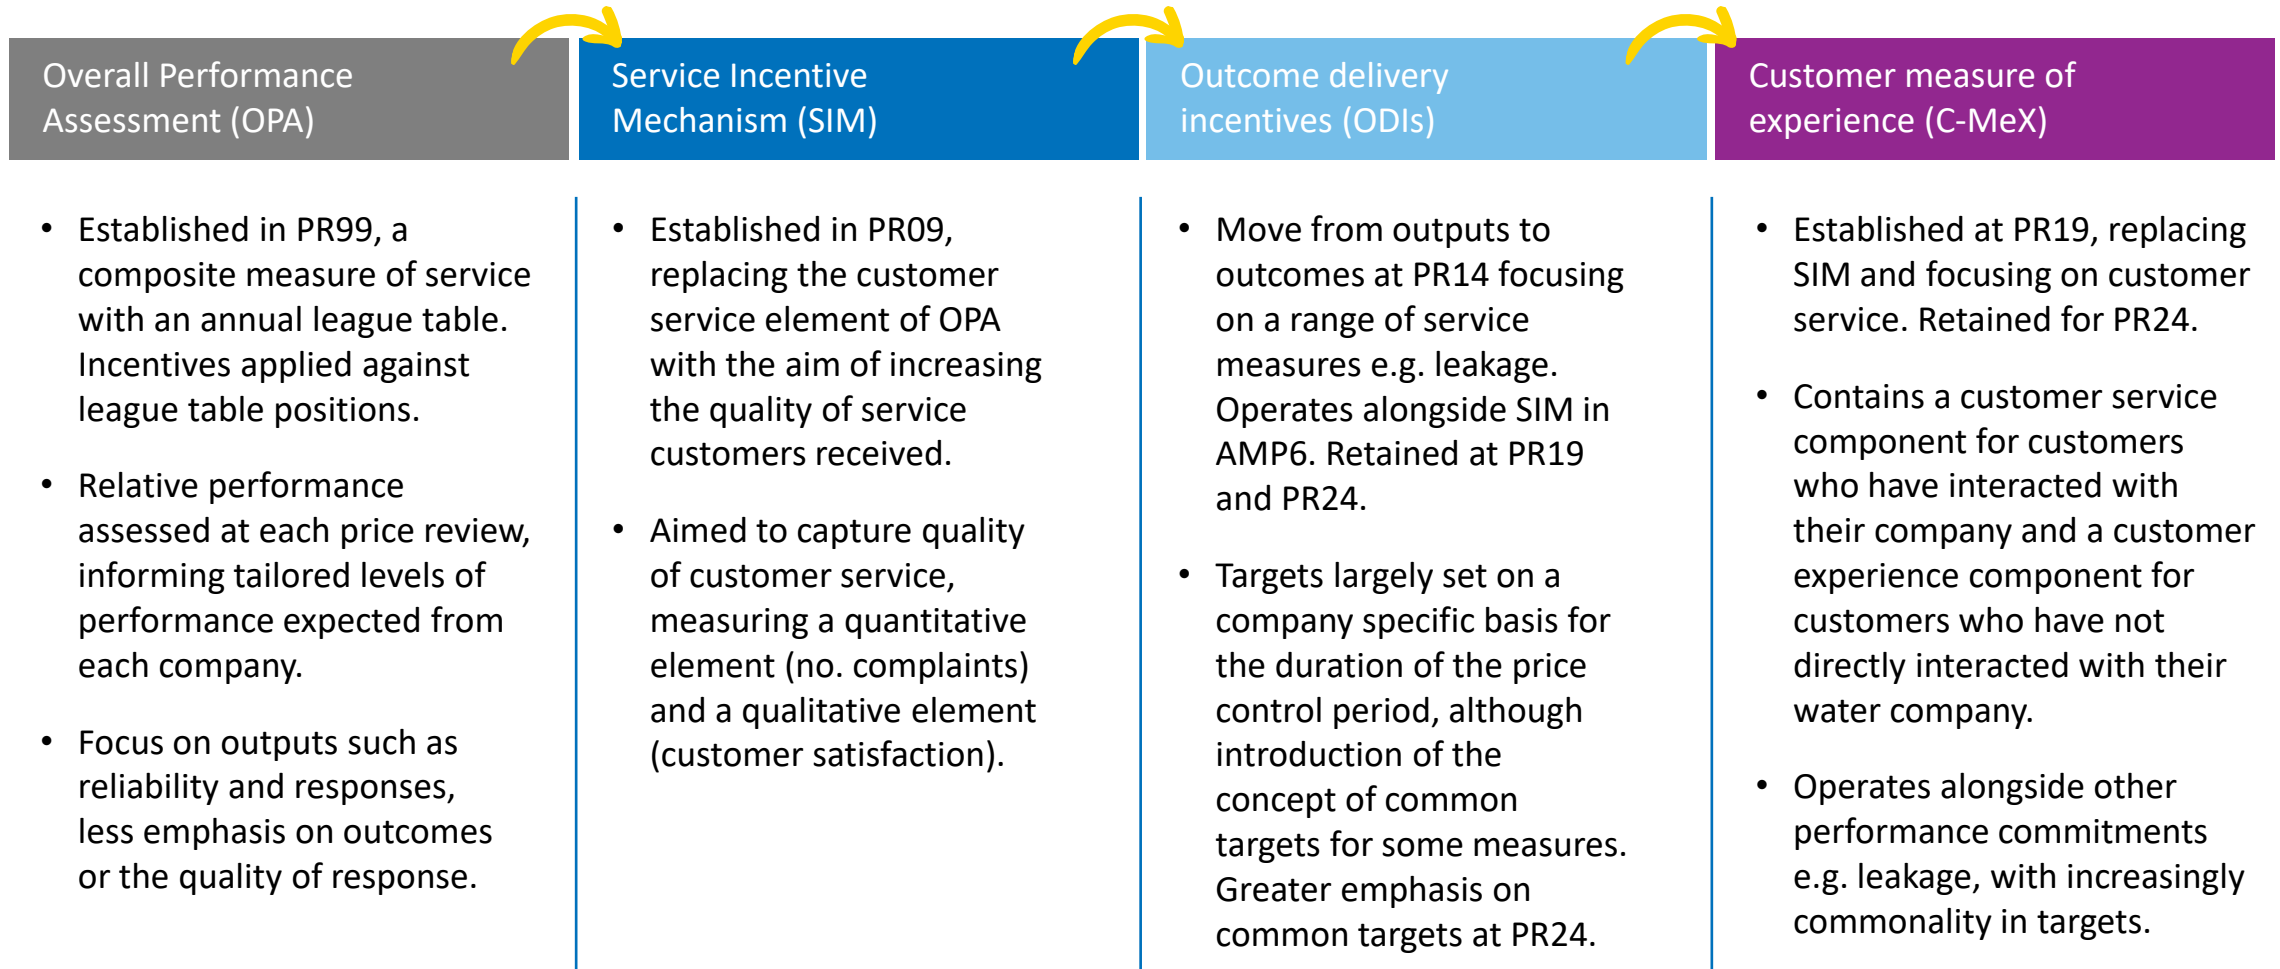 Overall Performance
Assessment (OPA)
Service Incentive
Mechanism (SIM)
Outcome delivery
incentives (ODIs)
Customer measure of
experience (C-MeX)
• Established in PR99, a
composite measure of service
with an annual league table.
Incentives applied against
league table positions.
• Relative performance
assessed at each price review,
informing tailored levels of
performance expected from
each company.
• Focus on outputs such as
reliability and responses,
less emphasis on outcomes
or the quality of response.
• Established in PR09,
replacing the customer
service element of OPA
with the aim of increasing
the quality of service
customers received.
• Aimed to capture quality
of customer service,
measuring a quantitative
element (no. complaints)
and a qualitative element
(customer satisfaction).
• Move from outputs to
outcomes at PR14 focusing
on a range of service
measures e.g. leakage.
Operates alongside SIM in
AMP6. Retained at PR19
and PR24.
• Targets largely set on a
company specific basis for
the duration of the price
control period, although
introduction of the
concept of common
targets for some measures.
Greater emphasis on
common targets at PR24.
• Established at PR19, replacing
SIM and focusing on customer
service. Retained for PR24.
• Contains a customer service
component for customers
who have interacted with
their company and a customer
experience component for
customers who have not
directly interacted with their
water company.
• Operates alongside other
performance commitments
e.g. leakage, with increasingly
commonality in targets.